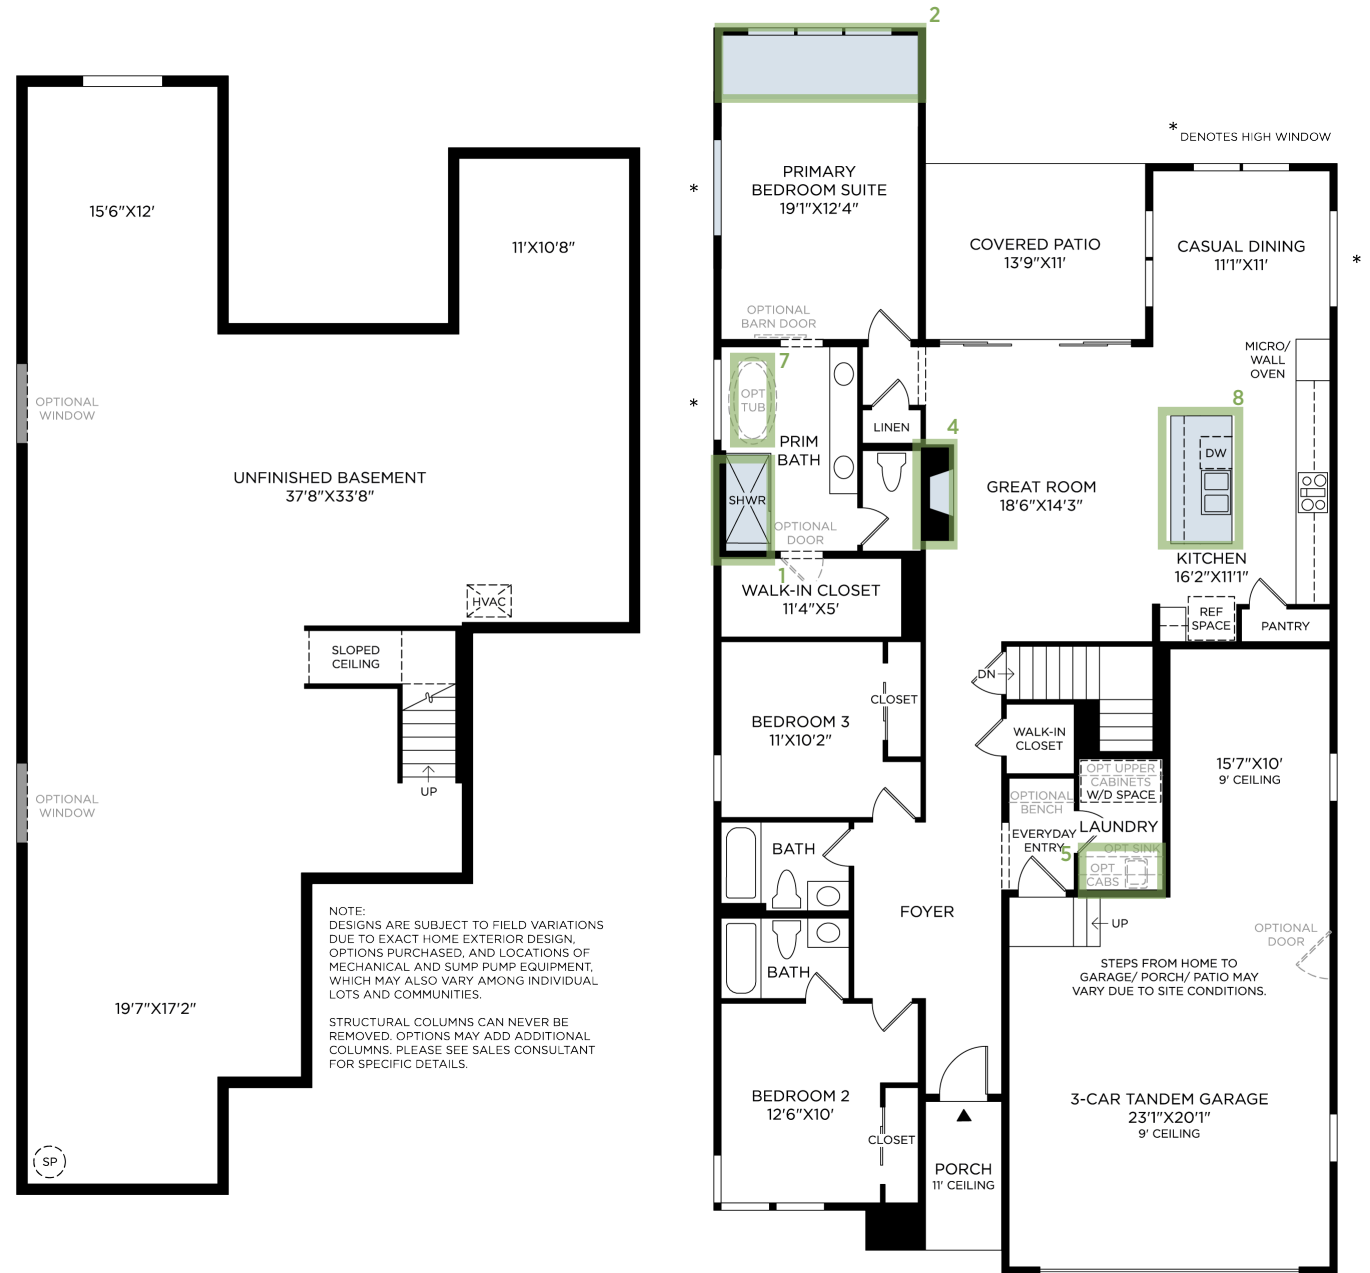 15'6"X12'
11'X10'8"
OPTIONAL
WINDOW
UNFINISHED BASEMENT
37'8"X33'8"
HVAC
SLOPED
CEILING
UP
OPTIONAL
WINDOW
NOTE:
DESIGNS ARE SUBJECT TO FIELD VARIATIONS
DUE TO EXACT HOME EXTERIOR DESIGN,
OPTIONS PURCHASED, AND LOCATIONS OF
MECHANICAL AND SUMP PUMP EQUIPMENT,
WHICH MAY ALSO VARY AMONG INDIVIDUAL
LOTS AND COMMUNITIES.
STRUCTURAL COLUMNS CAN NEVER BE
REMOVED. OPTIONS MAY ADD ADDITIONAL
COLUMNS. PLEASE SEE SALES CONSULTANT
FOR SPECIFIC DETAILS.
19'7"X17'2"
SP
2
* DENOTES HIGH WINDOW
*
PRIMARY
BEDROOM SUITE
19'1"X12'4"
COVERED PATIO
13'9"X11'
CASUAL DINING
11'1"X11'
*
OPTIONAL
BARN DOOR
MICRO/
WALL
OVEN
7
*
OPT
TUB
PRIM
BATH
LINEN
4
8
DW
SHWR
GREAT ROOM
18'6"X14'3"
OPTIONAL
DOOR
1
KITCHEN
16'2"X11'1"
WALK-IN CLOSET
11'4"X5'
REF
SPACE
PANTRY
DN
CLOSET
BEDROOM 3
11'X10'2"
WALK-IN
CLOSET
15'7"X10'
9' CEILING
OPT UPPER
CABINETS
W/D SPACE
OPTIONAL
BENCH
LAUNDRY
EVERYDAY
ENTRY
5
OPT SINK
OPT
CABS
BATH
FOYER
UP
OPTIONAL
DOOR
BATH
STEPS FROM HOME TO
GARAGE/ PORCH/ PATIO MAY
VARY DUE TO SITE CONDITIONS.
BEDROOM 2
12'6"X10'
CLOSET
3-CAR TANDEM GARAGE
23'1"X20'1"
9' CEILING
PORCH
11' CEILING